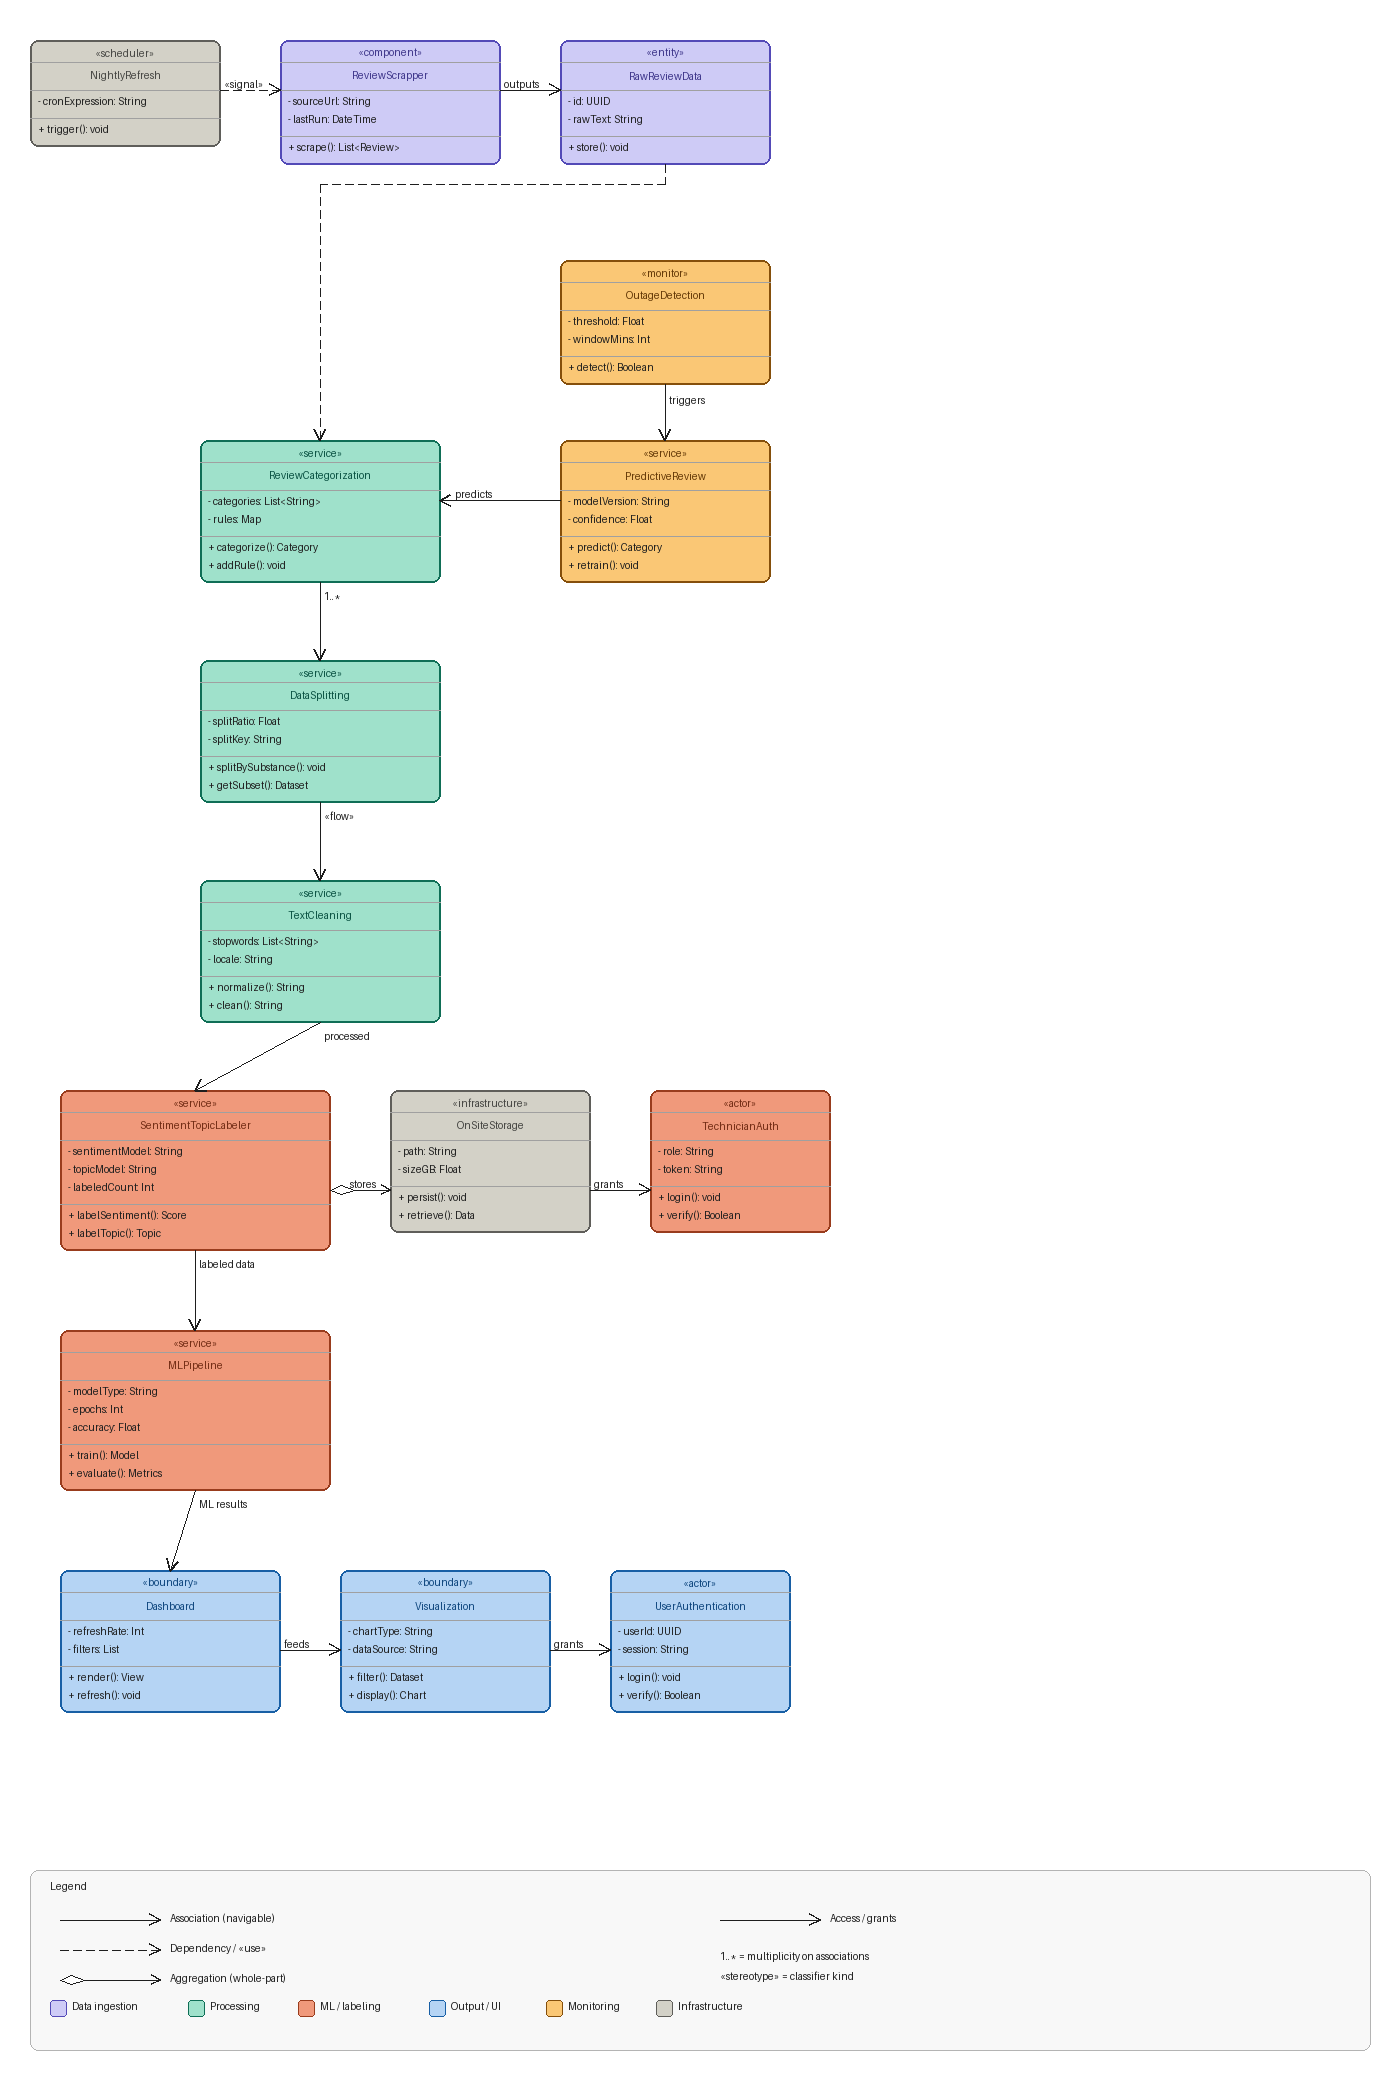 «scheduler»
NightlyRefresh
- cronExpression: String
+ trigger(): void
«signal»
«component»
ReviewScrapper
- sourceUrl: String
- lastRun: DateTime
+ scrape(): List<Review>
outputs
«entity»
RawReviewData
- id: UUID
- rawText: String
+ store(): void
«monitor»
OutageDetection
- threshold: Float
- windowMins: Int
+ detect(): Boolean
triggers
«service»
ReviewCategorization
- categories: List<String>
- rules: Map
+ categorize(): Category
+ addRule(): void
predicts
«service»
PredictiveReview
- modelVersion: String
- confidence: Float
+ predict(): Category
+ retrain(): void
1..*
«service»
DataSplitting
- splitRatio: Float
- splitKey: String
+ splitBySubstance(): void
+ getSubset(): Dataset
«flow»
«service»
TextCleaning
- stopwords: List<String>
- locale: String
+ normalize(): String
+ clean(): String
processed
«service»
SentimentTopicLabeler
- sentimentModel: String
- topicModel: String
- labeledCount: Int
+ labelSentiment(): Score
+ labelTopic(): Topic
stores
«infrastructure»
OnSiteStorage
- path: String
- sizeGB: Float
+ persist(): void
+ retrieve(): Data
grants
«actor»
TechnicianAuth
- role: String
- token: String
+ login(): void
+ verify(): Boolean
labeled data
«service»
MLPipeline
- modelType: String
- epochs: Int
- accuracy: Float
+ train(): Model
+ evaluate(): Metrics
ML results
«boundary»
Dashboard
- refreshRate: Int
- filters: List
+ render(): View
+ refresh(): void
feeds
«boundary»
Visualization
- chartType: String
- dataSource: String
+ filter(): Dataset
+ display(): Chart
grants
«actor»
UserAuthentication
- userId: UUID
- session: String
+ login(): void
+ verify(): Boolean
Legend
Association (navigable)
Access / grants
Dependency / «use»
1..* = multiplicity on associations
Aggregation (whole-part)
«stereotype» = classifier kind
Data ingestion
Processing
ML / labeling
Output / UI
Monitoring
Infrastructure